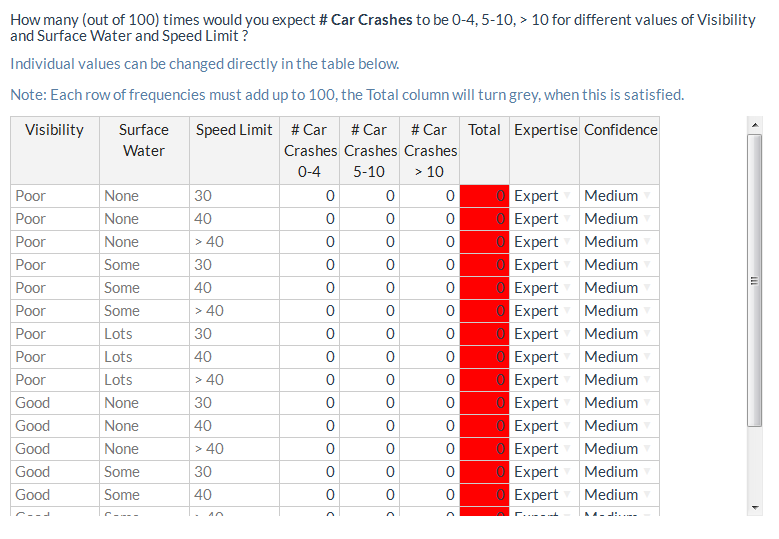 How many (out of 100) times would you expect # Car Crashes to be 0-4, 5-10, > 10 for different values of Visibility
and Surface Water and Speed Limit ?
Individual values can be changed directly in the table below.
Note: Each row of frequencies must add up to 100, the Total column will turn grey, when this is satisfied.
Visibility Surface Water Speed Limit # Car Crashes 0-4 # Car Crashes 5-10 # Car Crashes > 10 Total Expertise Confidence
Poor None 30 0 0 0 0 Expert Medium
Poor None 40 0 0 0 0 Expert Medium
Poor None > 40 0 0 0 0 Expert Medium
Poor Some 30 0 0 0 0 Expert Medium
Poor Some 40 0 0 0 0 Expert Medium
Poor Some > 40 0 0 0 0 Expert Medium
Poor Lots 30 0 0 0 0 Expert Medium
Poor Lots 40 0 0 0 0 Expert Medium
Poor Lots > 40 0 0 0 0 Expert Medium
Good None 30 0 0 0 0 Expert Medium
Good None 40 0 0 0 0 Expert Medium
Good None > 40 0 0 0 0 Expert Medium
Good Some 30 0 0 0 0 Expert Medium
Good Some 40 0 0 0 0 Expert Medium